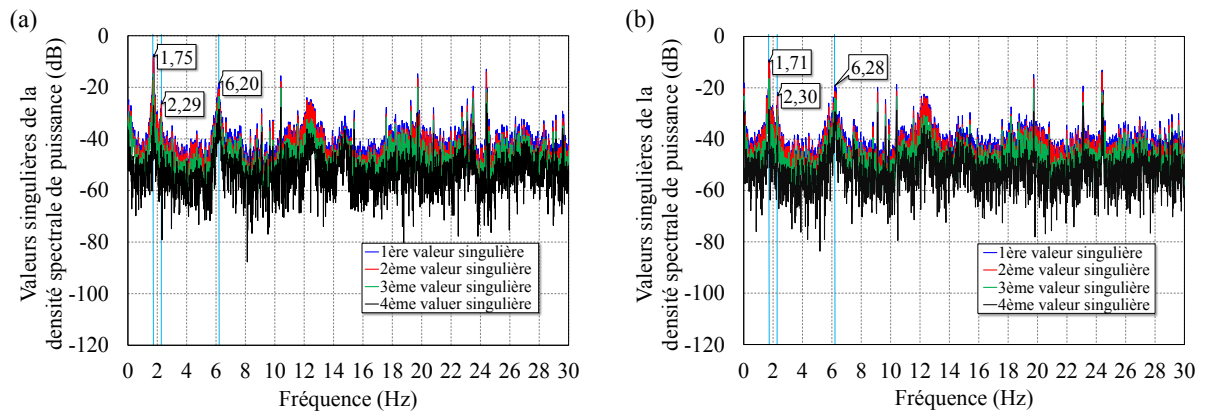 (a)
Valeurs singulières de la
densité spectrale de puissance (dB)
0
-20
-40
-60
-80
-100
-120
1,75
2,29
6,20
1ère valeur singulière
2ème valeur singulière
3ème valeur singulière
4ème valuer singulière
0 2 4 6 8 10 12 14 16 18 20 22 24 26 28 30
Fréquence (Hz)
(b)
Valeurs singulières de la
densité spectrale de puissance (dB)
0
-20
-40
-60
-80
-100
-120
1,71
2,30
6,28
1ère valeur singulière
2ème valeur singulière
3ème valeur singulière
4ème valeur singulière
0 2 4 6 8 10 12 14 16 18 20 22 24 26 28 30
Fréquence (Hz)